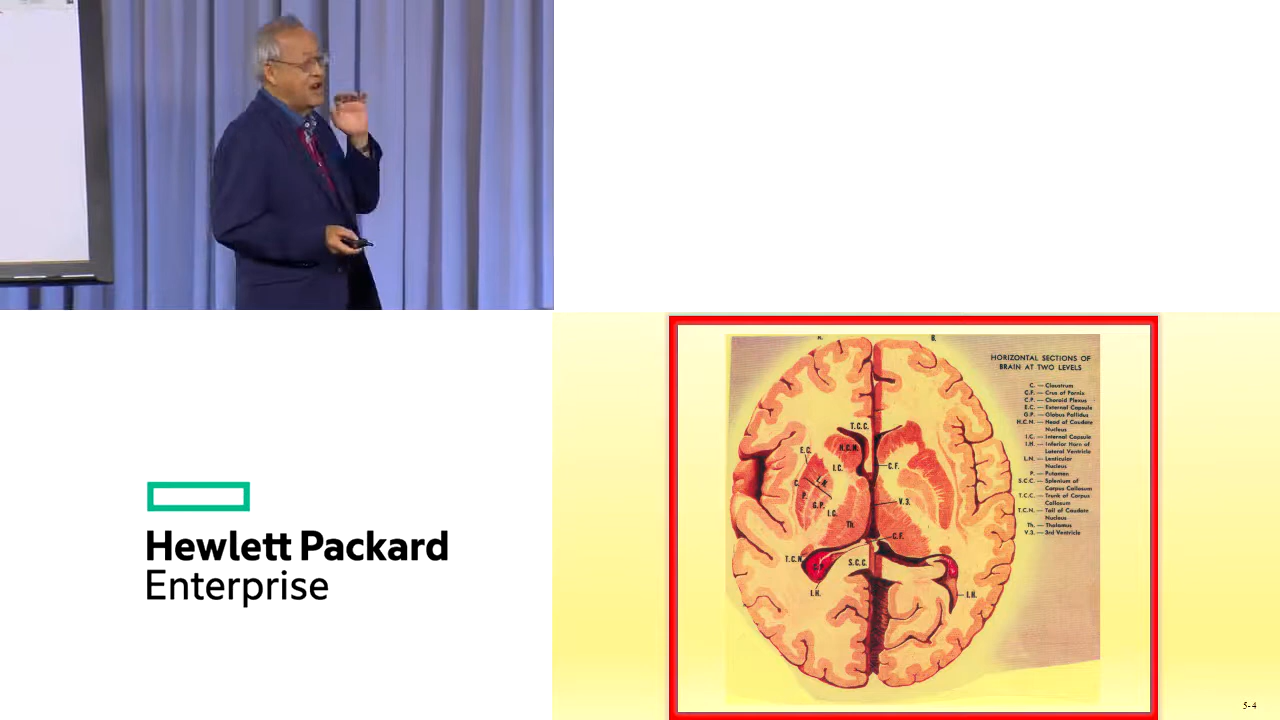 Hewlett Packard
Enterprise
B.
HORIZONTAL SECTIONS OF
BRAIN AT TWO LEVELS
C. — Claustrum
C.F. — Crus of Fornix
C.P. — Choroid Plexus
E.C. — External Capsule
G.P. — Globus Pallidus
H.C.N. — Head of Caudate
Nucleus
I.C. — Internal Capsule
I.H. — Inferior Horn of
Lateral Ventricle
L.N. — Lenticular
Nucleus
P. — Putamen
S.C.C. — Splenium of
Corpus Callosum
T.C.C. — Trunk of Corpus
Callosum
T.C.N. — Tail of Caudate
Nucleus
Th. — Thalamus
V.3. — 3rd Ventricle
T.C.C.
H.C.N.
E.C.
I.C.
C.F.
C.
L.N.
P.
G.P.
V.3.
I.C.
Th.
C.F.
T.C.N.
C.P.
S.C.C.
I.H.
I.H.
5-4